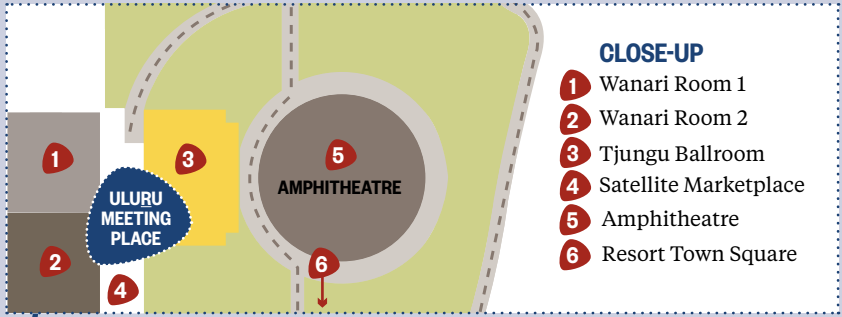 1
3
5
AMPHITHEATRE
ULURU
MEETING
PLACE
2
4
6
CLOSE-UP
1 Wanari Room 1
2 Wanari Room 2
3 Tjungu Ballroom
4 Satellite Marketplace
5 Amphitheatre
6 Resort Town Square